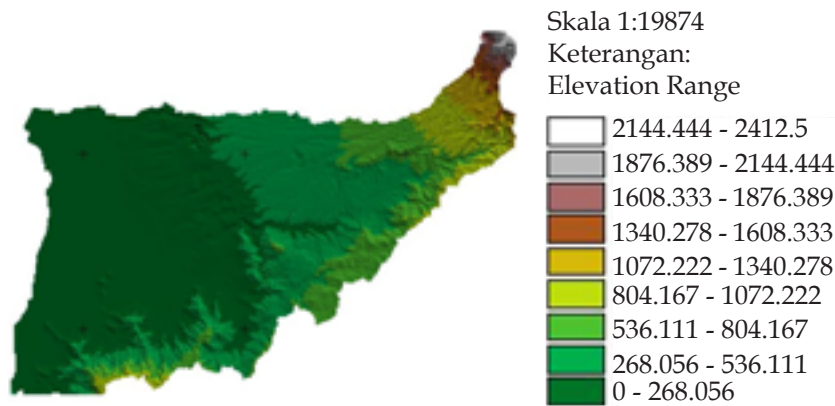 Skala 1:19874
Keterangan:
Elevation Range
2144.444 - 2412.5
1876.389 - 2144.444
1608.333 - 1876.389
1340.278 - 1608.333
1072.222 - 1340.278
804.167 - 1072.222
536.111 - 804.167
268.056 - 536.111
0 - 268.056